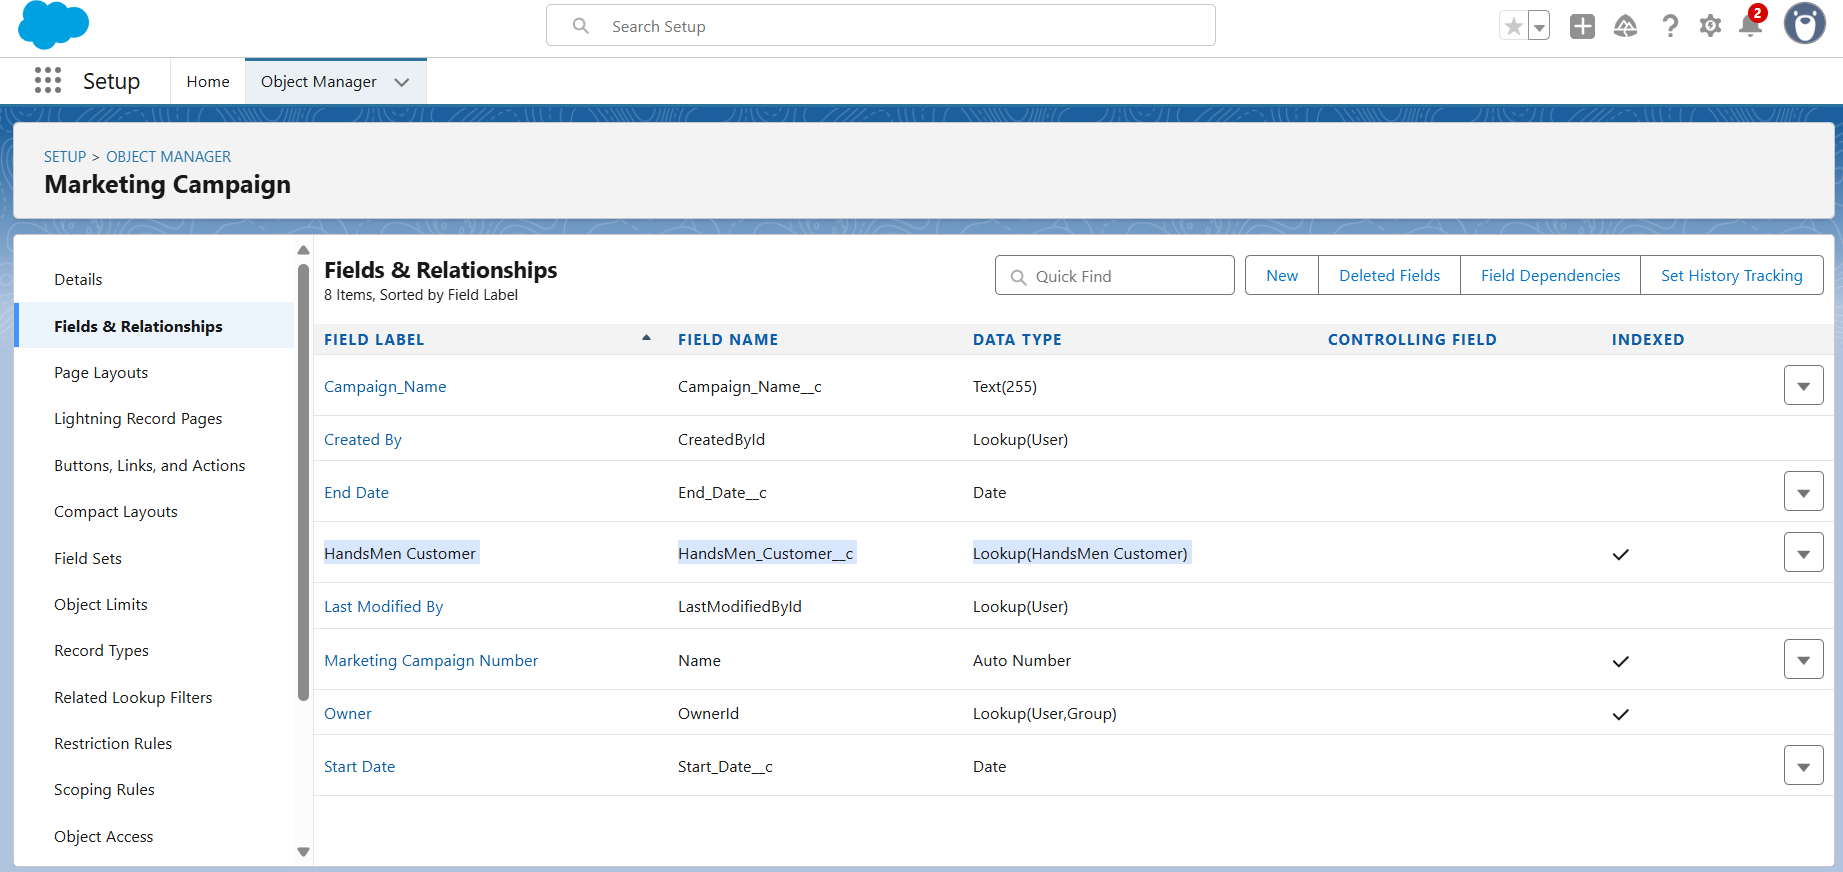 Search Setup
2
Setup
Home
Object Manager
SETUP > OBJECT MANAGER
Marketing Campaign
Details
Fields & Relationships
Page Layouts
Lightning Record Pages
Buttons, Links, and Actions
Compact Layouts
Field Sets
Object Limits
Record Types
Related Lookup Filters
Restriction Rules
Scoping Rules
Object Access
Fields & Relationships
8 Items, Sorted by Field Label
Quick Find
New
Deleted Fields
Field Dependencies
Set History Tracking
FIELD LABEL FIELD NAME DATA TYPE CONTROLLING FIELD INDEXED
Campaign_Name Campaign_Name__c Text(255)
Created By CreatedById Lookup(User)
End Date End_Date__c Date
HandsMen Customer HandsMen_Customer__c Lookup(HandsMen Customer)
Last Modified By LastModifiedById Lookup(User)
Marketing Campaign Number Name Auto Number
Owner OwnerId Lookup(User,Group)
Start Date Start_Date__c Date